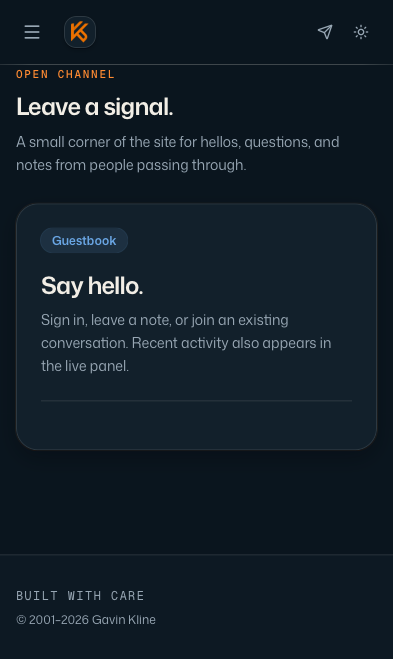 OPEN CHANNEL
Leave a signal.
A small corner of the site for hellos, questions, and
notes from people passing through.
Guestbook
Say hello.
Sign in, leave a note, or join an existing
conversation. Recent activity also appears in
the live panel.
BUILT WITH CARE
© 2001–2026 Gavin Kline